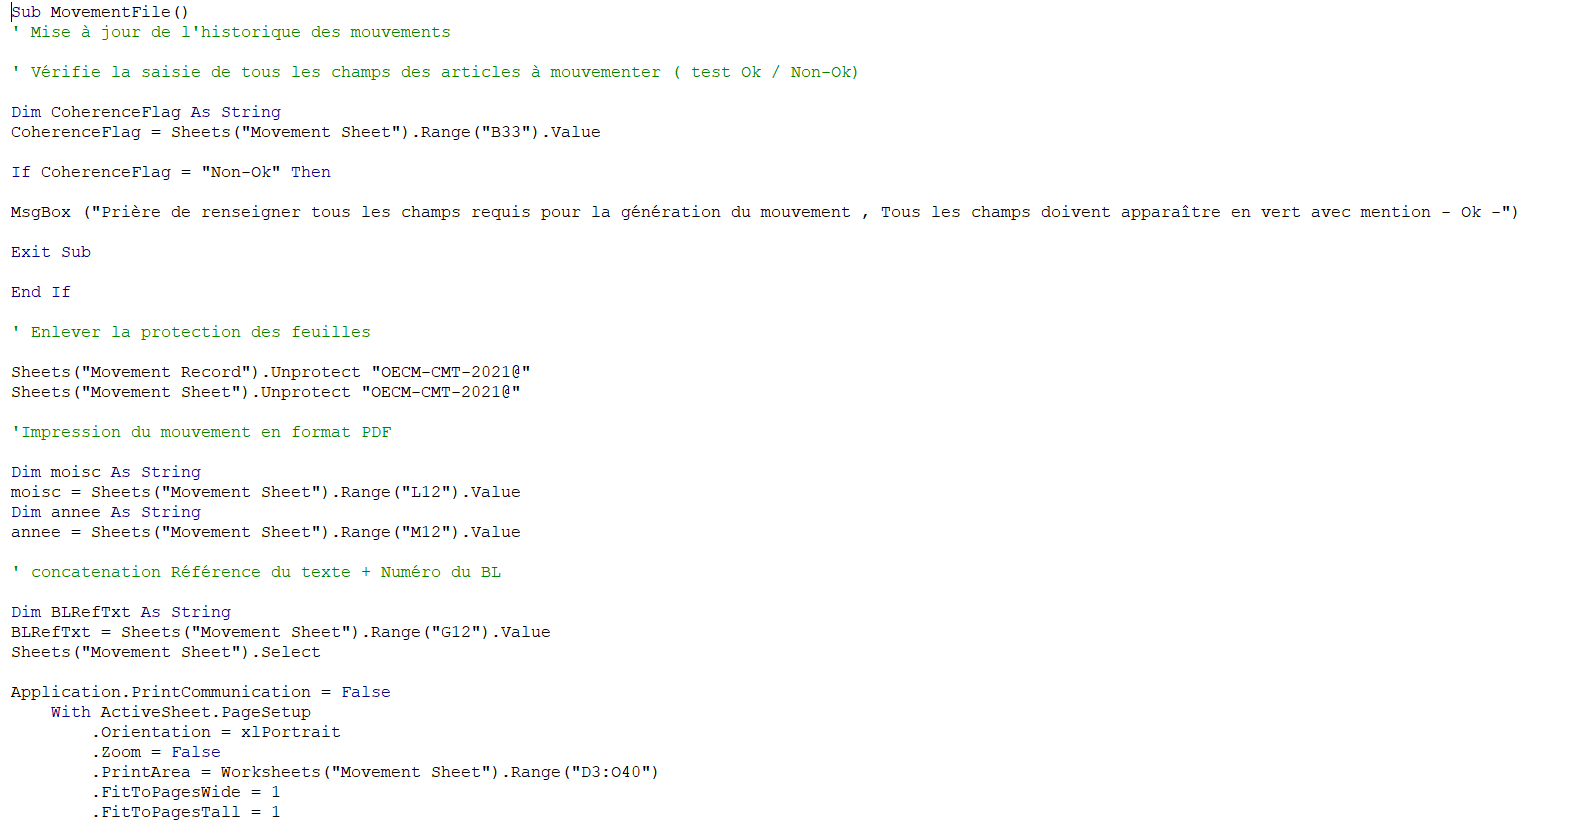 Sub MovementFile()
' Mise à jour de l'historique des mouvements
' Vérifie la saisie de tous les champs des articles à mouvementer ( test Ok / Non-Ok)
Dim CoherenceFlag As String
CoherenceFlag = Sheets("Movement Sheet").Range("B33").Value
If CoherenceFlag = "Non-Ok" Then
MsgBox ("Prière de renseigner tous les champs requis pour la génération du mouvement , Tous les champs doivent apparaître en vert avec mention - Ok -")
Exit Sub
End If
' Enlever la protection des feuilles
Sheets("Movement Record").Unprotect "OECM-CMT-2021@"
Sheets("Movement Sheet").Unprotect "OECM-CMT-2021@"
'Impression du mouvement en format PDF
Dim moisc As String
moisc = Sheets("Movement Sheet").Range("L12").Value
Dim annee As String
annee = Sheets("Movement Sheet").Range("M12").Value
' concatenation Référence du texte + Numéro du BL
Dim BLRefTxt As String
BLRefTxt = Sheets("Movement Sheet").Range("G12").Value
Sheets("Movement Sheet").Select
Application.PrintCommunication = False
    With ActiveSheet.PageSetup
        .Orientation = xlPortrait
        .Zoom = False
        .PrintArea = Worksheets("Movement Sheet").Range("D3:O40")
        .FitToPagesWide = 1
        .FitToPagesTall = 1